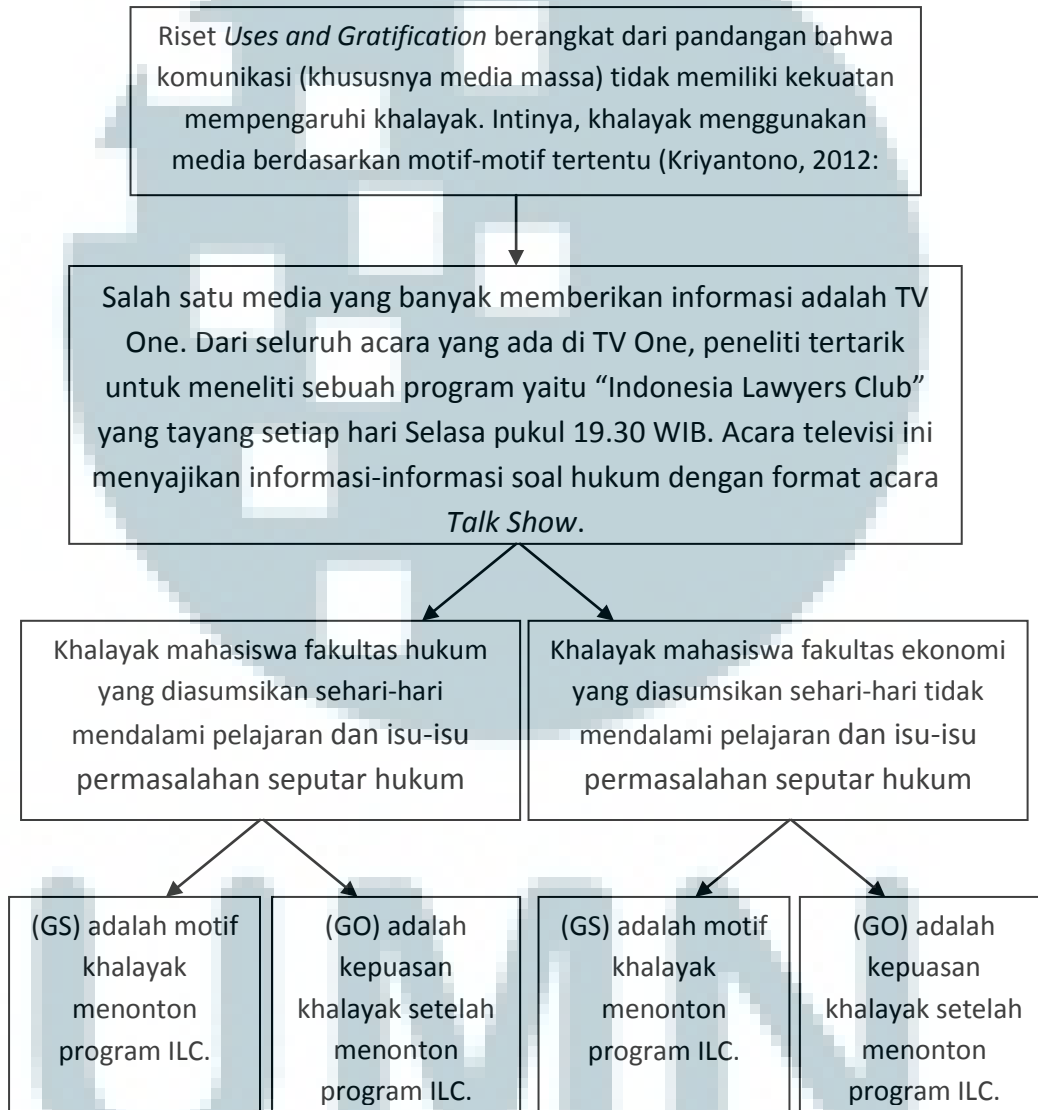 Riset Uses and Gratification berangkat dari pandangan bahwa
komunikasi (khususnya media massa) tidak memiliki kekuatan
mempengaruhi khalayak. Intinya, khalayak menggunakan
media berdasarkan motif-motif tertentu (Kriyantono, 2012:
Salah satu media yang banyak memberikan informasi adalah TV
One. Dari seluruh acara yang ada di TV One, peneliti tertarik
untuk meneliti sebuah program yaitu “Indonesia Lawyers Club”
yang tayang setiap hari Selasa pukul 19.30 WIB. Acara televisi ini
menyajikan informasi-informasi soal hukum dengan format acara
Talk Show.
Khalayak mahasiswa fakultas hukum
yang diasumsikan sehari-hari
mendalami pelajaran dan isu-isu
permasalahan seputar hukum
Khalayak mahasiswa fakultas ekonomi
yang diasumsikan sehari-hari tidak
mendalami pelajaran dan isu-isu
permasalahan seputar hukum
(GS) adalah motif
khalayak
menonton
program ILC.
(GO) adalah
kepuasan
khalayak setelah
menonton
program ILC.
(GS) adalah motif
khalayak
menonton
program ILC.
(GO) adalah
kepuasan
khalayak setelah
menonton
program ILC.
UMN